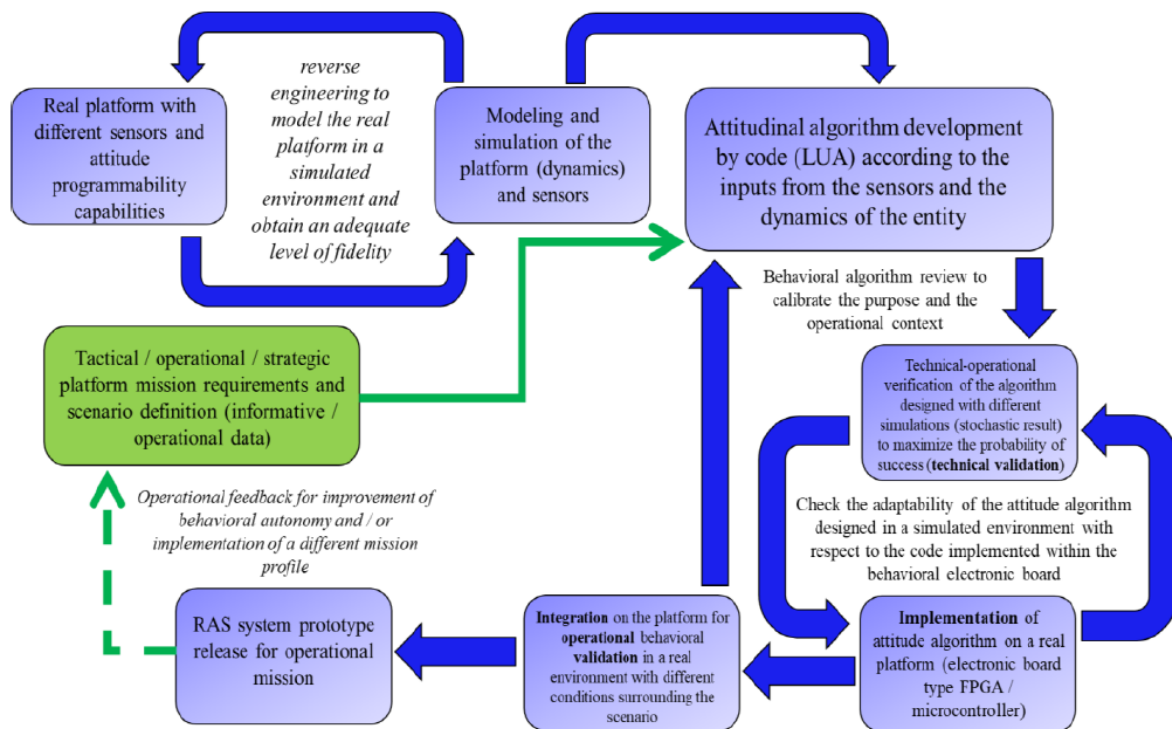 Real platform with
different sensors and
attitude
programmability
capabilities
reverse
engineering to
model the real
platform in a
simulated
environment and
obtain an adequate
level of fidelity
Modeling and
simulation of the
platform (dynamics)
and sensors
Attitudinal algorithm development
by code (LUA) according to the
inputs from the sensors and the
dynamics of the entity
Behavioral algorithm review to
calibrate the purpose and the
operational context
Tactical / operational / strategic
platform mission requirements and
scenario definition (informative /
operational data)
Technical-operational
verification of the algorithm
designed with different
simulations (stochastic result)
to maximize the probability of
success (technical validation)
Operational feedback for improvement of
behavioral autonomy and / or
implementation of a different mission
profile
Check the adaptability of the attitude algorithm
designed in a simulated environment with
respect to the code implemented within the
behavioral electronic board
RAS system prototype
release for operational
mission
Integration on the platform for
operational behavioral
validation in a real
environment with different
conditions surrounding the
scenario
Implementation of
attitude algorithm on a real
platform (electronic board
type FPGA /
microcontroller)